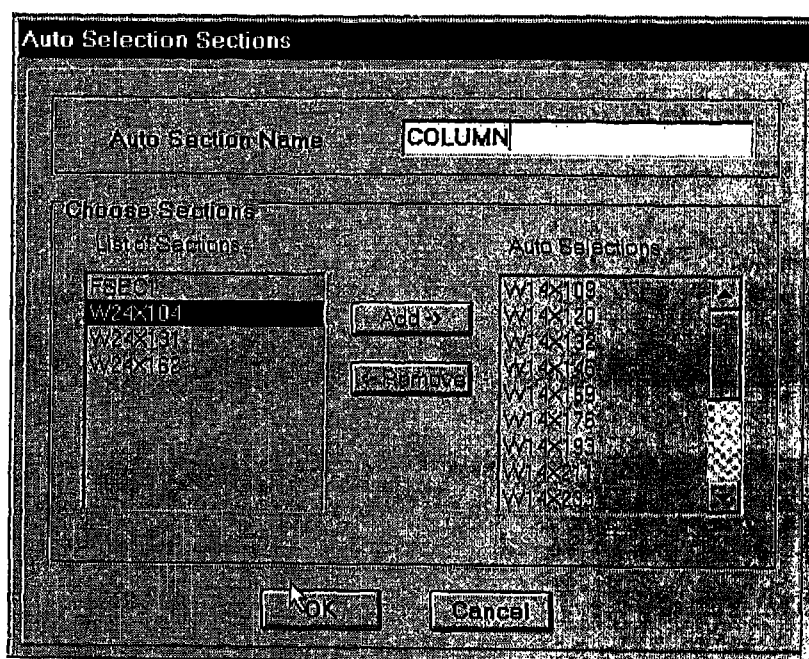 Auto Selection Sections
Auto Section Name
COLUMN
Choose Sections
List of Sections
Auto Selections
FSEC1
W24X104
W24X131
W24X162
Add ->
<- Remove
W14X109
W14X120
W14X132
W14X145
W14X159
W14X176
W14X193
W14X211
W14X233
OK
Cancel